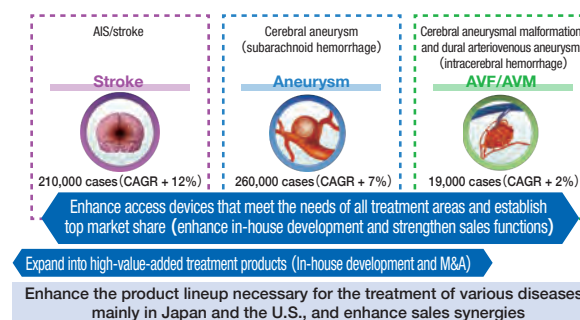 AIS/stroke
Stroke
210,000 cases (CAGR + 12%)
Cerebral aneurysm
(subarachnoid hemorrhage)
Aneurysm
260,000 cases (CAGR + 7%)
Cerebral aneurysmal malformation
and dural arteriovenous aneurysm
(intracerebral hemorrhage)
AVF/AVM
19,000 cases (CAGR + 2%)
Enhance access devices that meet the needs of all treatment areas and establish
top market share (enhance in-house development and strengthen sales functions)
Expand into high-value-added treatment products (In-house development and M&A)
Enhance the product lineup necessary for the treatment of various diseases
mainly in Japan and the U.S., and enhance sales synergies